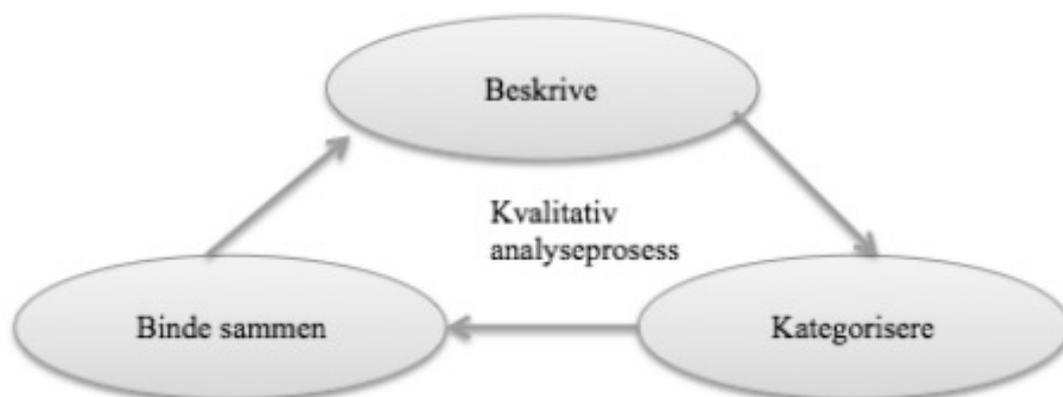 Beskrive
Kvalitativ
analyseprosess
Binde sammen
Kategorisere